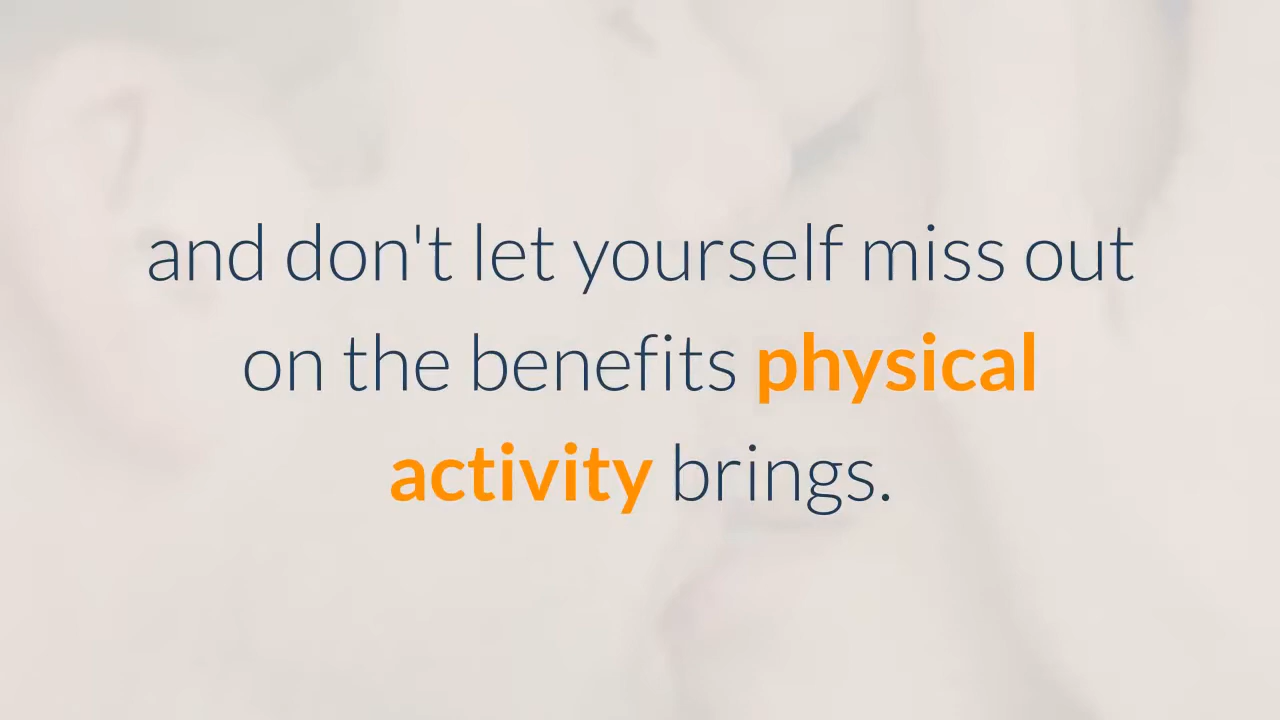 and don't let yourself miss out
on the benefits physical
activity brings.